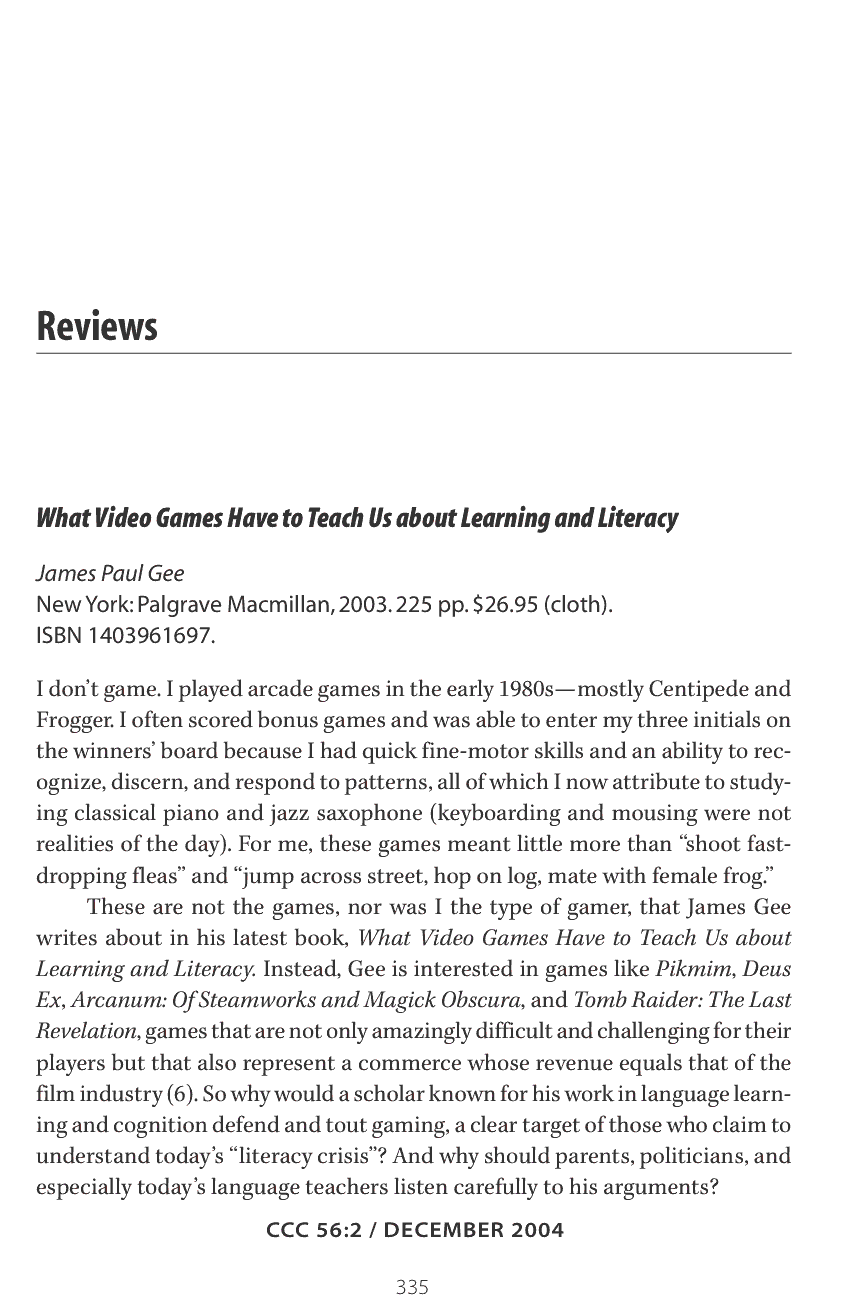 Reviews
What Video Games Have to Teach Us about Learning and Literacy
James Paul Gee
New York: Palgrave Macmillan, 2003. 225 pp. $26.95 (cloth).
ISBN 1403961697.
I don’t game. I played arcade games in the early 1980s—mostly Centipede and
Frogger. I often scored bonus games and was able to enter my three initials on
the winners’ board because I had quick fine-motor skills and an ability to rec-
ognize, discern, and respond to patterns, all of which I now attribute to study-
ing classical piano and jazz saxophone (keyboarding and mousing were not
realities of the day). For me, these games meant little more than “shoot fast-
dropping fleas” and “jump across street, hop on log, mate with female frog.”
These are not the games, nor was I the type of gamer, that James Gee
writes about in his latest book, What Video Games Have to Teach Us about
Learning and Literacy. Instead, Gee is interested in games like Pikmim, Deus
Ex, Arcanum: Of Steamworks and Magick Obscura, and Tomb Raider: The Last
Revelation, games that are not only amazingly difficult and challenging for their
players but that also represent a commerce whose revenue equals that of the
film industry (6). So why would a scholar known for his work in language learn-
ing and cognition defend and tout gaming, a clear target of those who claim to
understand today’s “literacy crisis”? And why should parents, politicians, and
especially today’s language teachers listen carefully to his arguments?
CCC 56:2 / DECEMBER 2004
335